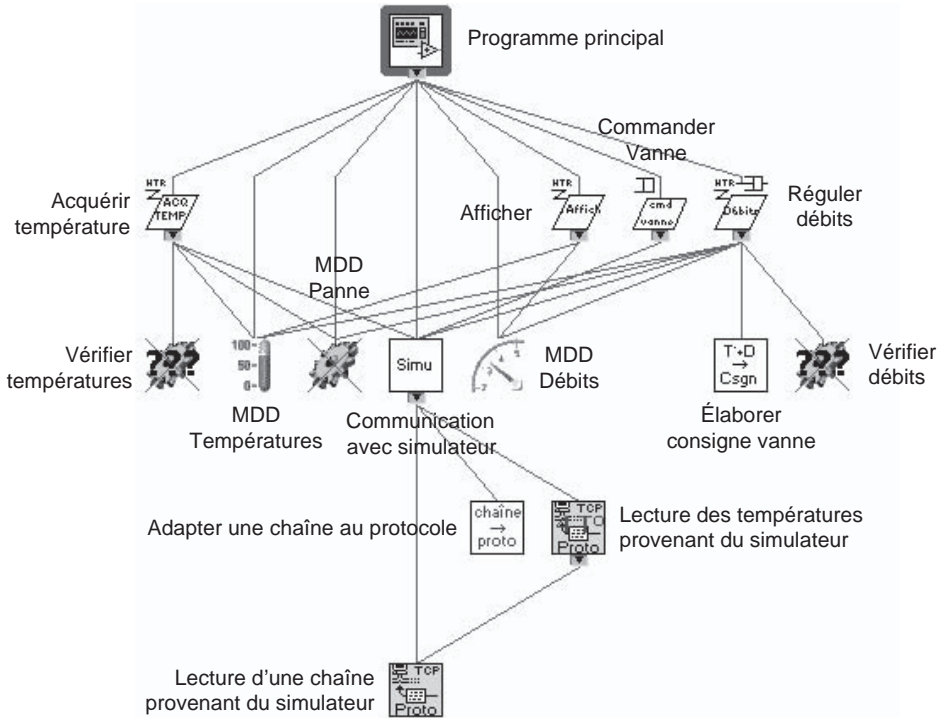 Programme principal
Commander
Vanne
Acquérir
température
HTR
ACQ
TEMP
Afficher
HTR
Affich
cmd
vanne
HTR
Débits
Réguler
débits
MDD
Panne
Vérifier
températures
???
100-
50-
0-
MDD
Températures
Simu
Communication
avec simulateur
MDD
Débits
T°+D
→
Csgn
Élaborer
consigne vanne
???
Vérifier
débits
Adapter une chaîne au protocole
chaîne
→
proto
TCP
TO
Proto
Lecture des températures
provenant du simulateur
Lecture d'une chaîne
provenant du simulateur
TCP
Proto